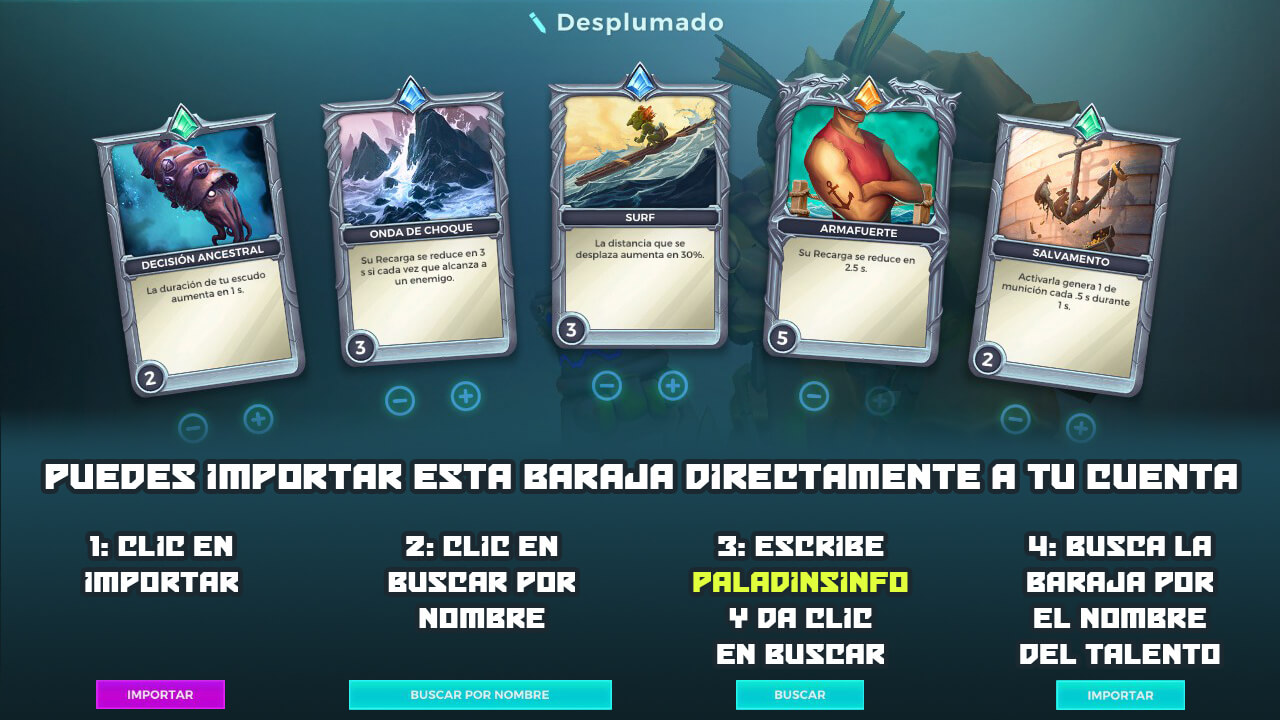 Desplumado
DECISIÓN ANCESTRAL
La duración de tu escudo
aumenta en 1 s.
2
ONDA DE CHOQUE
Su Recarga se reduce en 3
s si cada vez que alcanza a
un enemigo.
3
SURF
La distancia que se
desplaza aumenta en 30%.
3
ARMAFUERTE
Su Recarga se reduce en
2.5 s.
5
SALVAMENTO
Activarla genera 1 de
munición cada .5 s durante
1 s.
2
PUEDES IMPORTAR ESTA BARAJA DIRECTAMENTE A TU CUENTA
1: CLIC EN
IMPORTAR
IMPORTAR
2: CLIC EN
BUSCAR POR
NOMBRE
BUSCAR POR NOMBRE
3: ESCRIBE
PALADINSINFO
Y DA CLIC
EN BUSCAR
BUSCAR
4: BUSCA LA
BARAJA POR
EL NOMBRE
DEL TALENTO
IMPORTAR